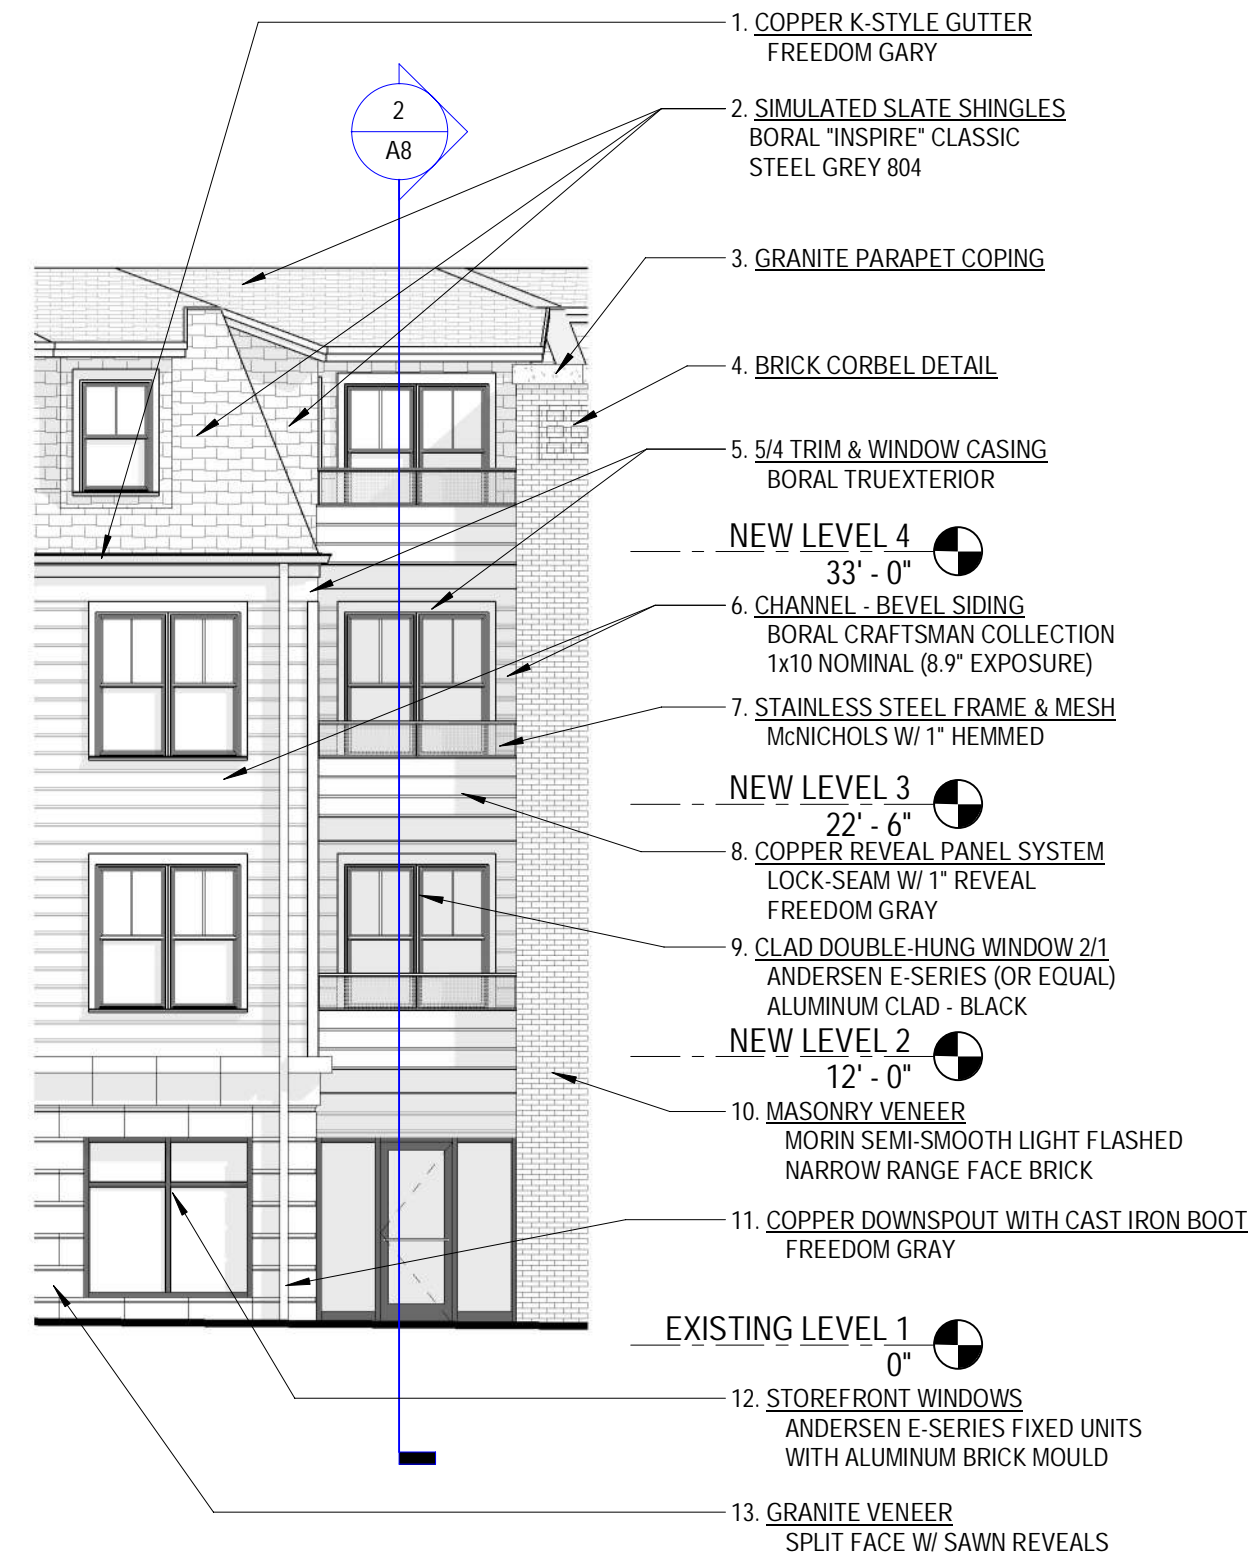 1. COPPER K-STYLE GUTTER
FREEDOM GARY
2
A8
2. SIMULATED SLATE SHINGLES
BORAL "INSPIRE" CLASSIC
STEEL GREY 804
3. GRANITE PARAPET COPING
4. BRICK CORBEL DETAIL
5. 5/4 TRIM & WINDOW CASING
BORAL TRUEXTERIOR
NEW LEVEL 4
33' - 0"
6. CHANNEL - BEVEL SIDING
BORAL CRAFTSMAN COLLECTION
1x10 NOMINAL (8.9" EXPOSURE)
7. STAINLESS STEEL FRAME & MESH
McNICHOLS W/ 1" HEMMED
NEW LEVEL 3
22' - 6"
8. COPPER REVEAL PANEL SYSTEM
LOCK-SEAM W/ 1" REVEAL
FREEDOM GRAY
9. CLAD DOUBLE-HUNG WINDOW 2/1
ANDERSEN E-SERIES (OR EQUAL)
ALUMINUM CLAD - BLACK
NEW LEVEL 2
12' - 0"
10. MASONRY VENEER
MORIN SEMI-SMOOTH LIGHT FLASHED
NARROW RANGE FACE BRICK
11. COPPER DOWNSPOUT WITH CAST IRON BOOT
FREEDOM GRAY
EXISTING LEVEL 1
0"
12. STOREFRONT WINDOWS
ANDERSEN E-SERIES FIXED UNITS
WITH ALUMINUM BRICK MOULD
13. GRANITE VENEER
SPLIT FACE W/ SAWN REVEALS